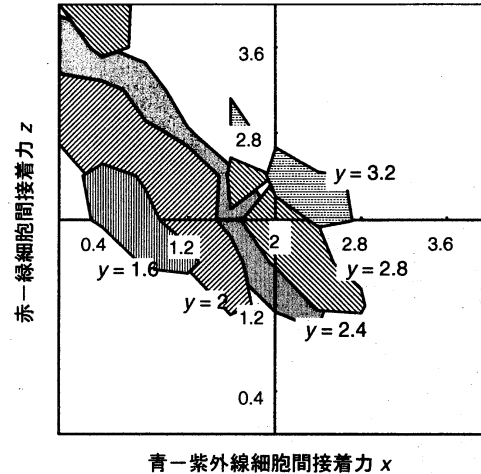 3.6
2.8
y = 3.2
0.4
1.2
2
2.8
3.6
y = 1.6
y = 2.8
y = 2
1.2
y = 2.4
0.4
赤－緑細胞間接着力 z
青－紫外線細胞間接着力 x